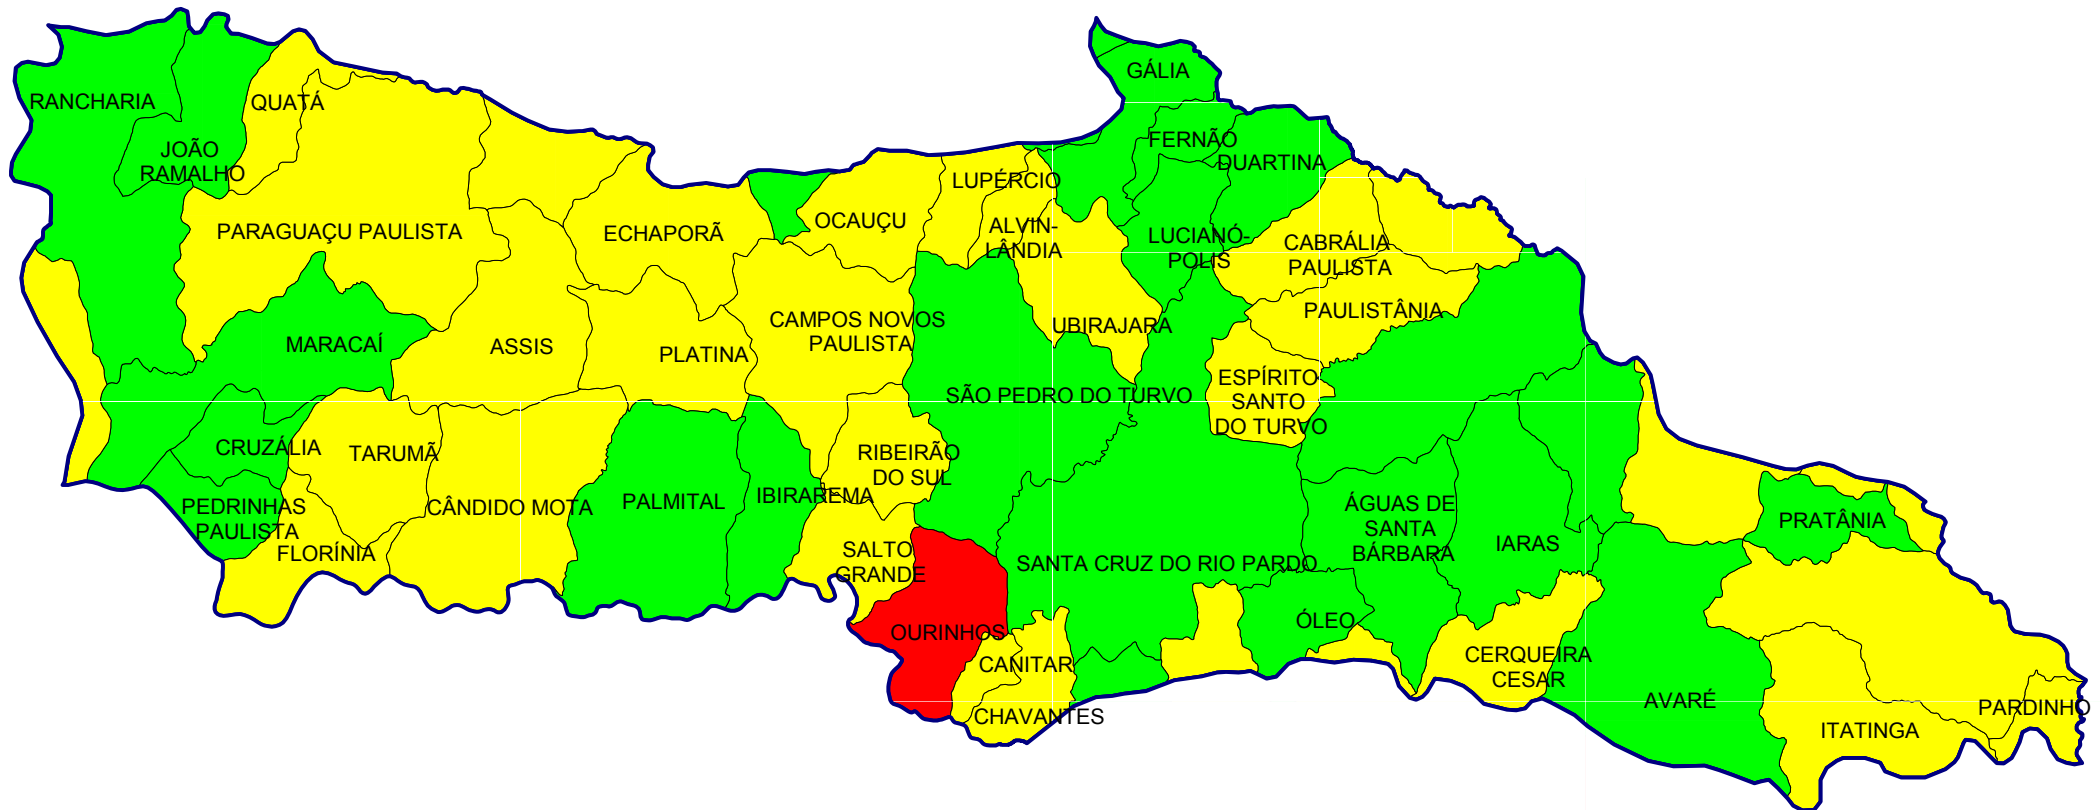 GÁLIA
RANCHARIA
QUATÁ
JOÃO
RAMALHO
FERNÃO
DUARTINA
LUPÉRCIO
OCAUÇU
ALVIN-
LÂNDIA
PARAGUAÇU PAULISTA
ECHAPORÃ
LUCIANÓ-
POLIS
CABRÁLIA
PAULISTA
PAULISTÂNIA
CAMPOS NOVOS
PAULISTA
UBIRAJARA
MARACAÍ
ASSIS
PLATINA
ESPÍRITO
SANTO
DO TURVO
SÃO PEDRO DO TURVO
CRUZÁLIA
TARUMÃ
RIBEIRÃO
DO SUL
PEDRINHAS
PAULISTA
CÂNDIDO MOTA
PALMITAL
IBIRAREMA
ÁGUAS DE
SANTA
BÁRBARA
IARAS
PRATÂNIA
FLORÍNIA
SALTO
GRANDE
SANTA CRUZ DO RIO PARDO
OURINHOS
ÓLEO
CANITAR
CERQUEIRA
CESAR
CHAVANTES
AVARÉ
ITATINGA
PARDINHO